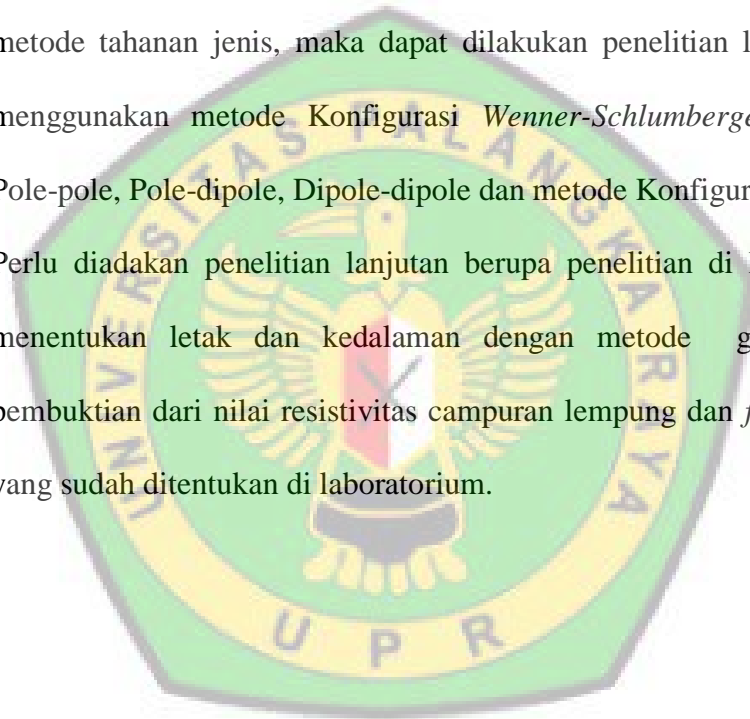 metode tahanan jenis, maka dapat dilakukan penelitian
menggunakan metode Konfigurasi Wenner-Schlumberge
Pole-pole, Pole-dipole, Dipole-dipole dan metode Konfigur
Perlu diadakan penelitian lanjutan berupa penelitian di
menentukan letak dan kedalaman dengan metode g
pembuktian dari nilai resistivitas campuran lempung dan
yang sudah ditentukan di laboratorium.
UNIVERSITAS PALANGKA RAYA
UPR